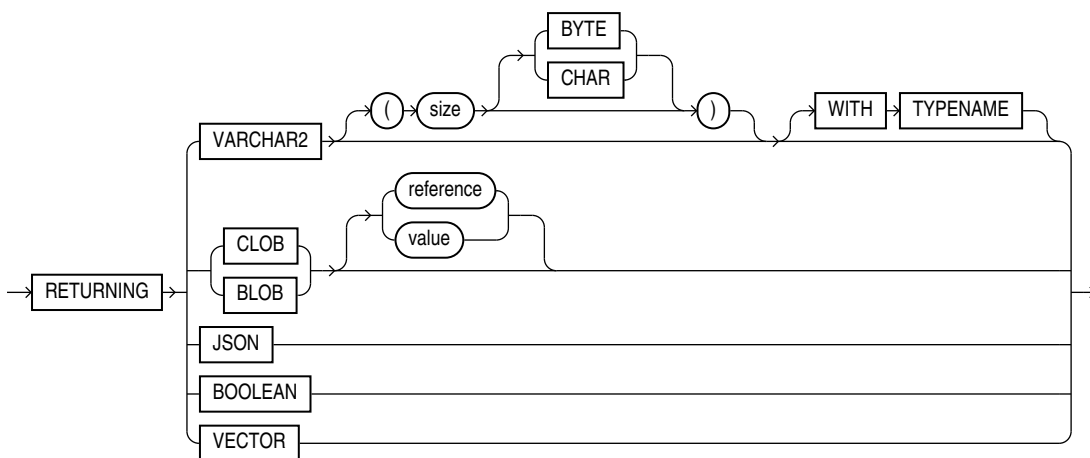 BYTE
CHAR
( size )
WITH TYPENAME
VARCHAR2
reference
value
CLOB
BLOB
RETURNING
JSON
BOOLEAN
VECTOR